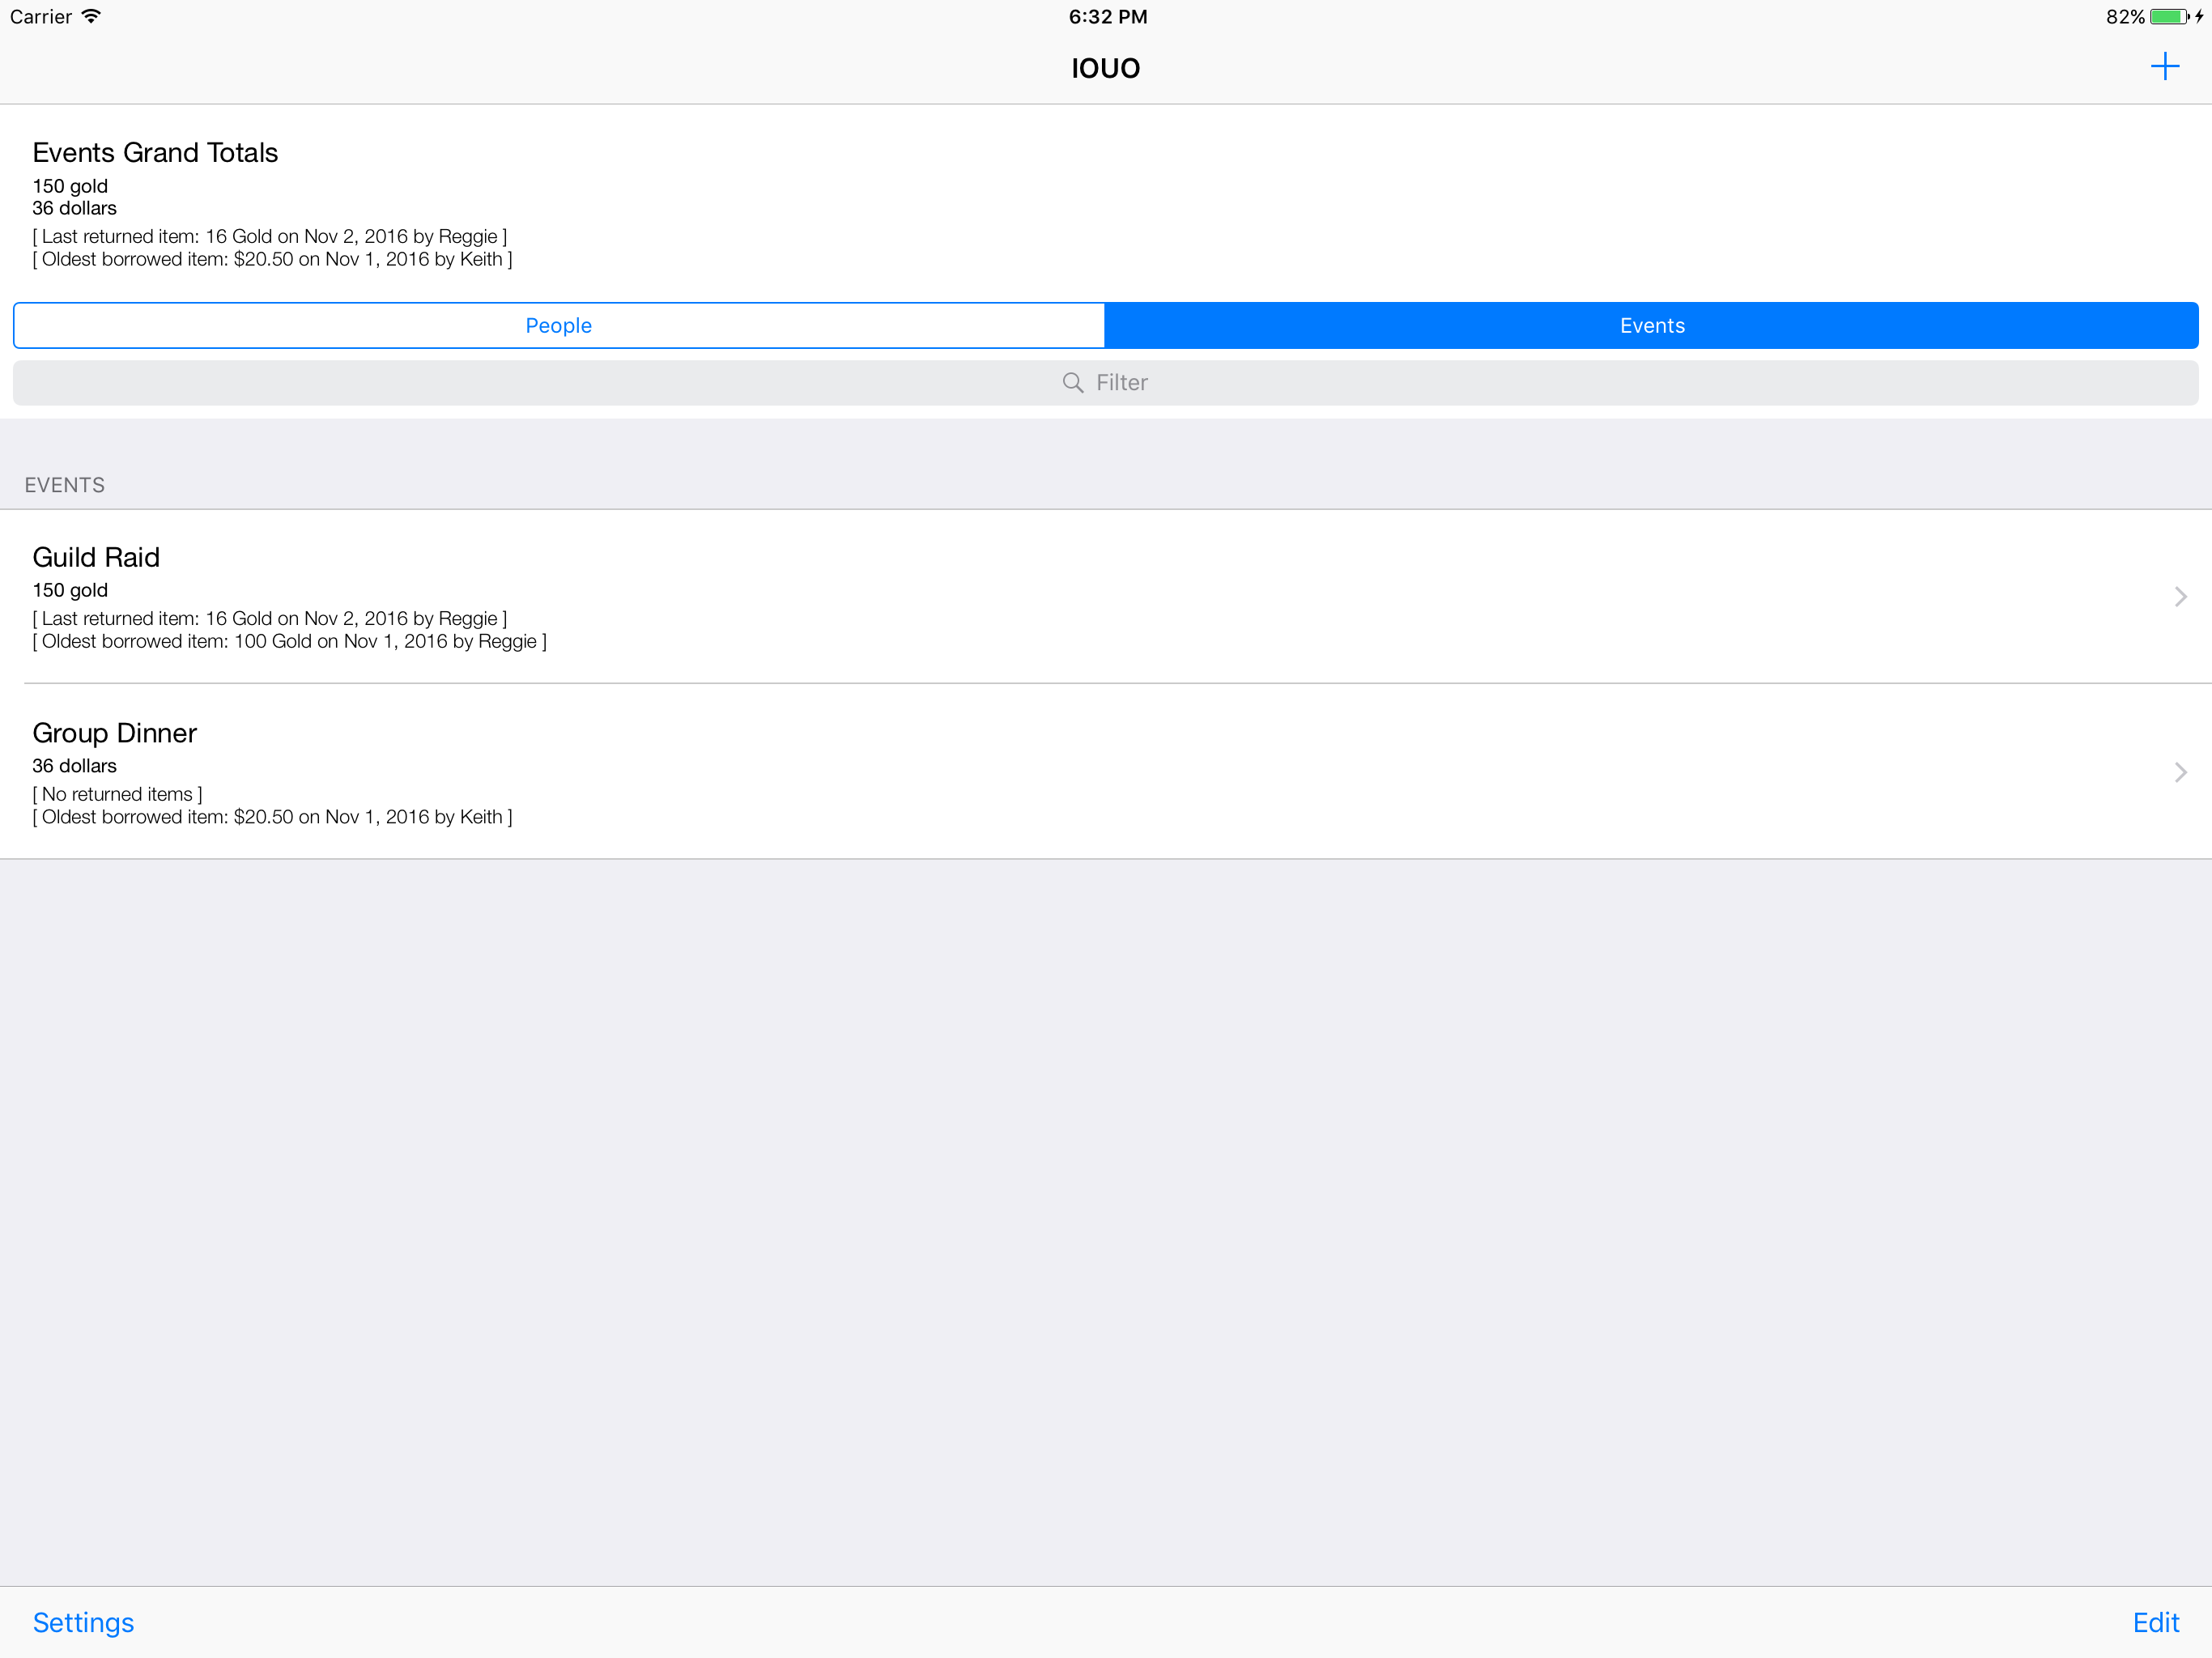 Carrier
6:32 PM
82%
IOUO
Events Grand Totals
150 gold
36 dollars
[ Last returned item: 16 Gold on Nov 2, 2016 by Reggie ]
[ Oldest borrowed item: $20.50 on Nov 1, 2016 by Keith ]
People
Events
Filter
EVENTS
Guild Raid
150 gold
[ Last returned item: 16 Gold on Nov 2, 2016 by Reggie ]
[ Oldest borrowed item: 100 Gold on Nov 1, 2016 by Reggie ]
Group Dinner
36 dollars
[ No returned items ]
[ Oldest borrowed item: $20.50 on Nov 1, 2016 by Keith ]
Settings
Edit